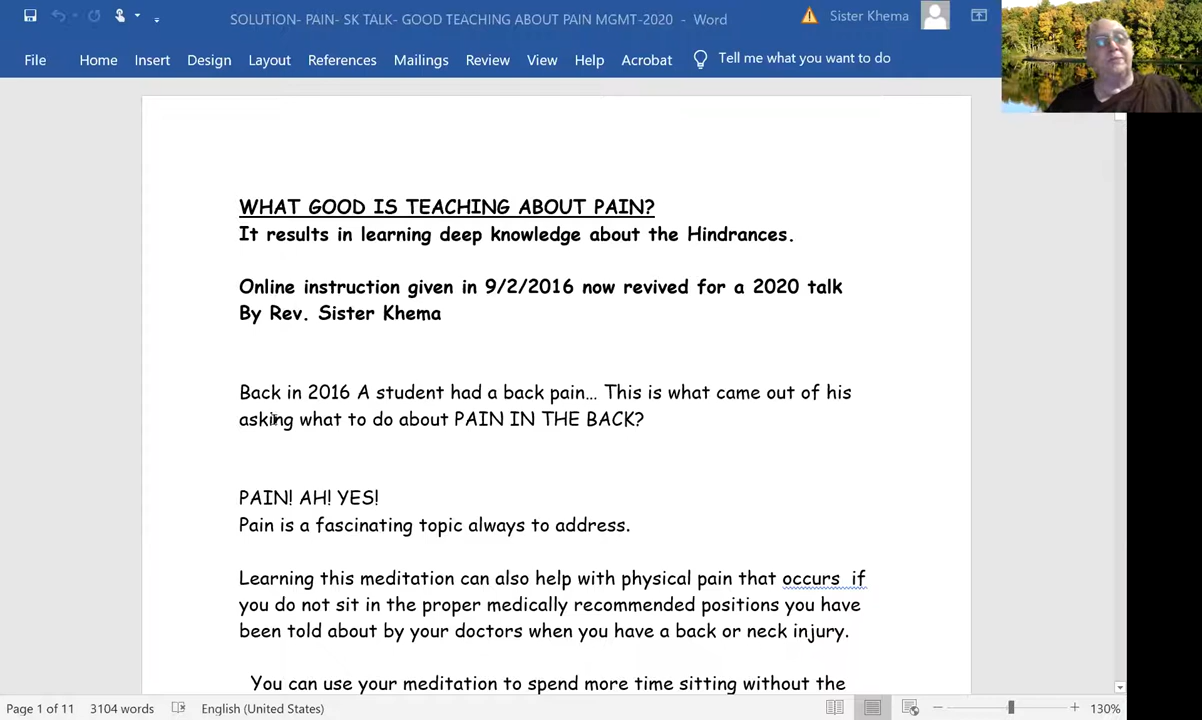 SOLUTION- PAIN- SK TALK- GOOD TEACHING ABOUT PAIN MGMT-2020 - Word
Sister Khema
File Home Insert Design Layout References Mailings Review View Help Acrobat Tell me what you want to do
WHAT GOOD IS TEACHING ABOUT PAIN?
It results in learning deep knowledge about the Hindrances.
Online instruction given in 9/2/2016 now revived for a 2020 talk
By Rev. Sister Khema
Back in 2016 A student had a back pain… This is what came out of his
asking what to do about PAIN IN THE BACK?
PAIN! AH! YES!
Pain is a fascinating topic always to address.
Learning this meditation can also help with physical pain that occurs  if
you do not sit in the proper medically recommended positions you have
been told about by your doctors when you have a back or neck injury.
You can use your meditation to spend more time sitting without the
Page 1 of 11 3104 words English (United States) 130%